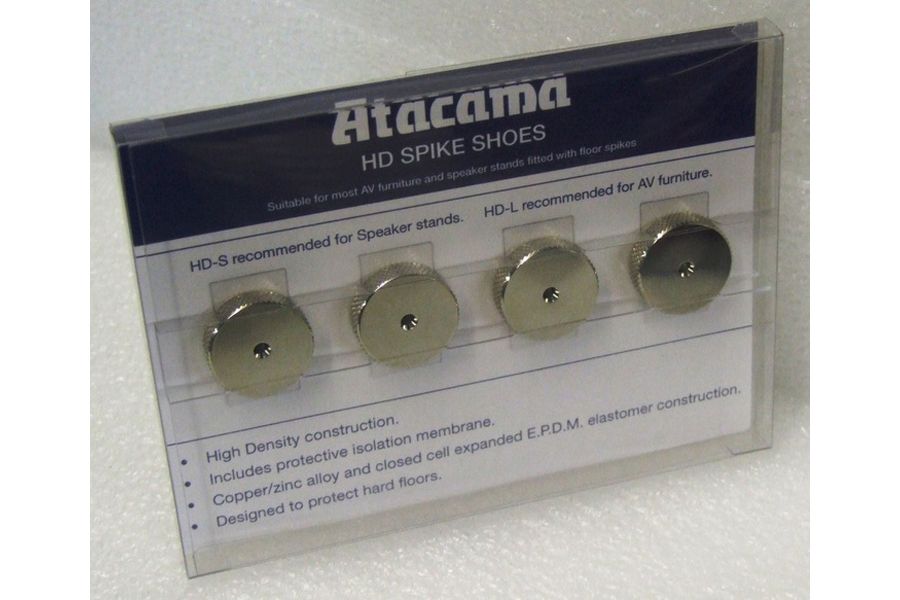 Atacama
HD SPIKE SHOES
Suitable for most AV furniture and speaker stands fitted with floor spikes
HD-S recommended for Speaker stands. HD-L recommended for AV furniture.
• High Density construction.
• Includes protective isolation membrane.
• Copper/zinc alloy and closed cell expanded E.P.D.M. elastomer construction.
• Designed to protect hard floors.